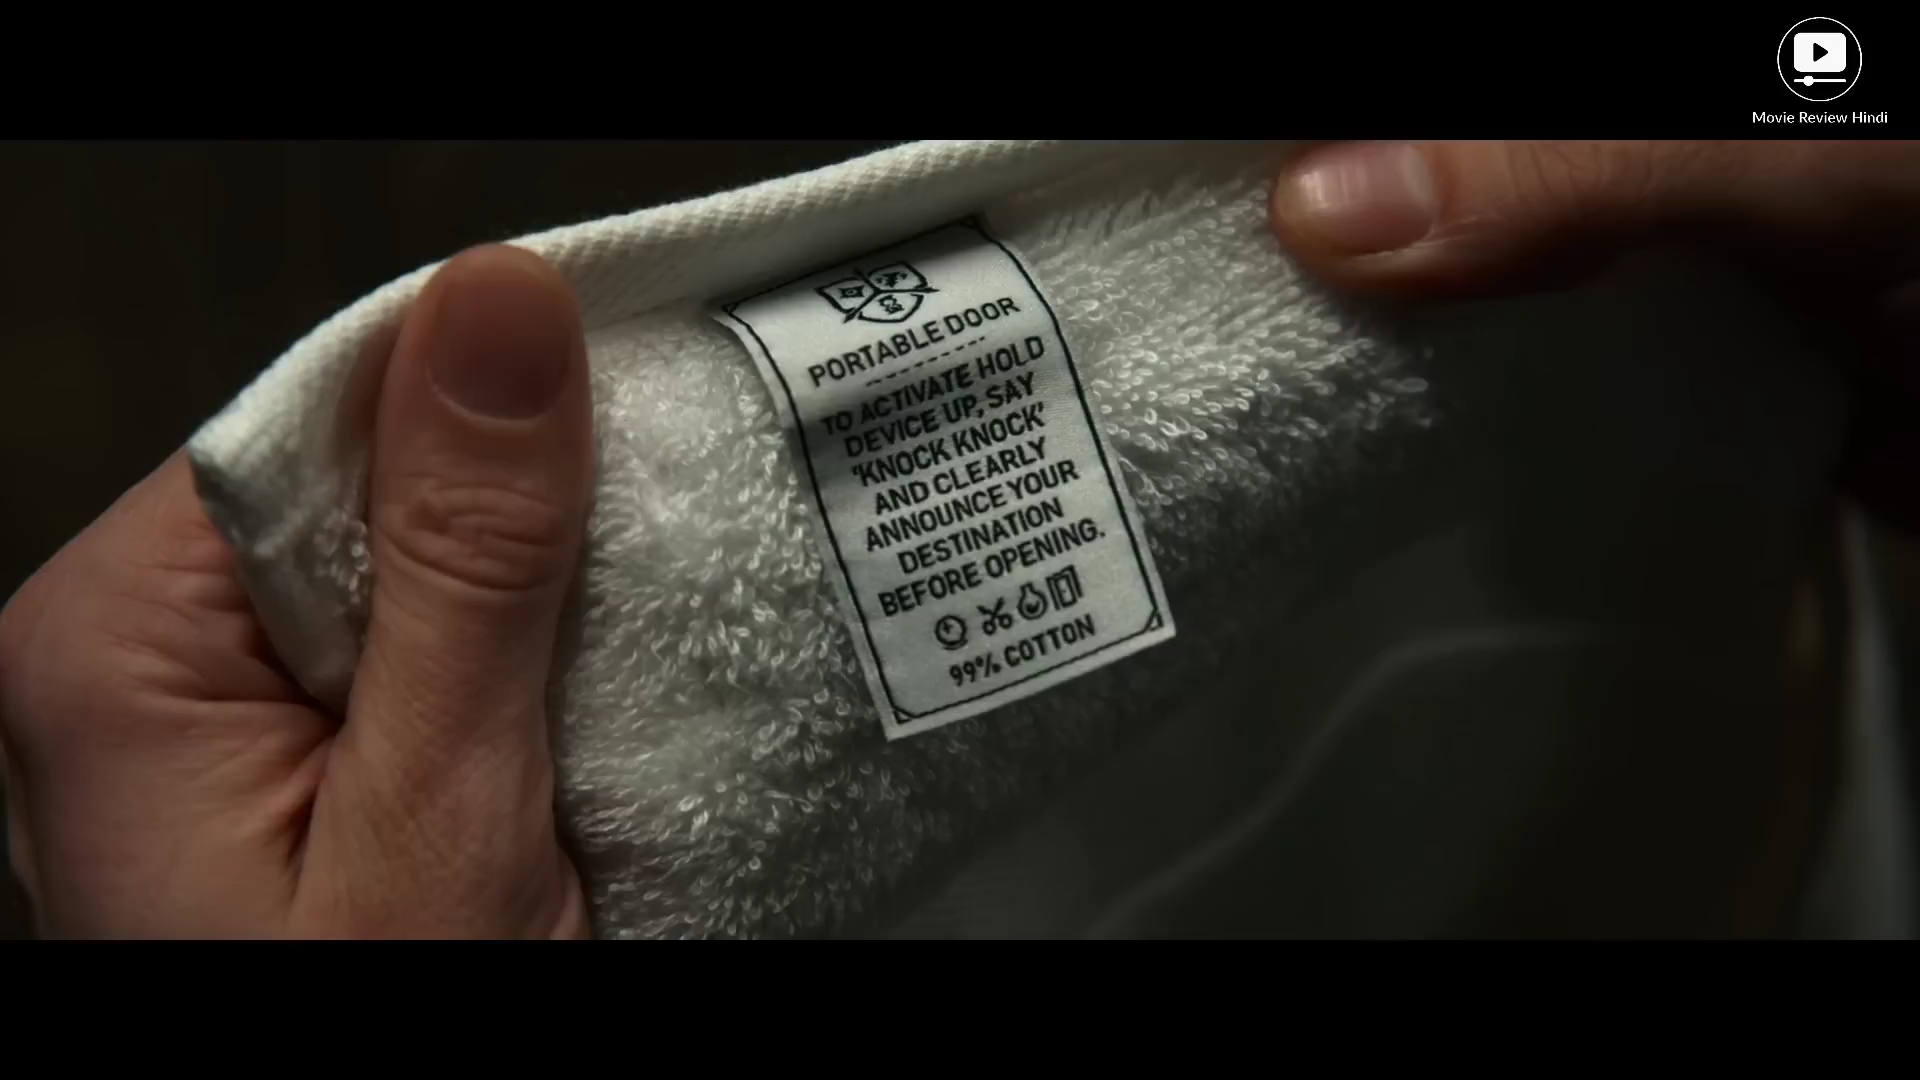 Movie Review Hindi
PORTABLE DOOR
TO ACTIVATE HOLD
DEVICE UP, SAY
'KNOCK KNOCK'
AND CLEARLY
ANNOUNCE YOUR
DESTINATION
BEFORE OPENING.
99% COTTON